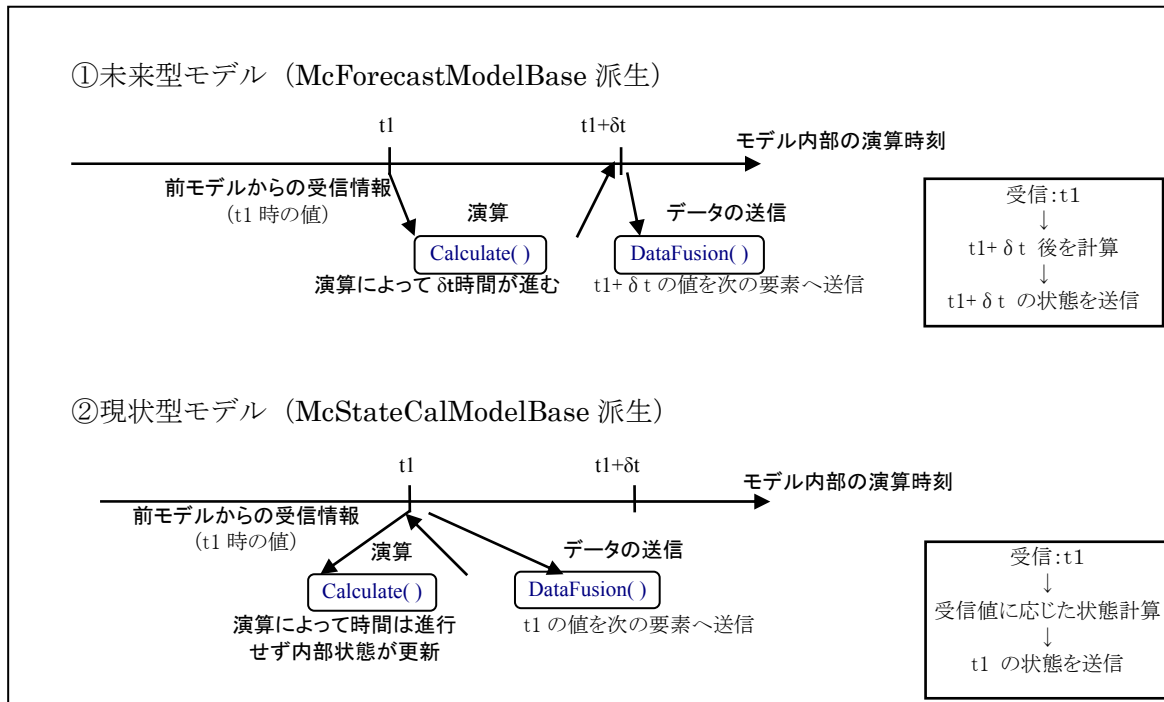 ①未来型モデル（McForecastModelBase 派生）
t1
t1+δt
モデル内部の演算時刻
前モデルからの受信情報
(t1 時の値)
演算
データの送信
Calculate( )
DataFusion( )
演算によって δt時間が進む
t1+δt の値を次の要素へ送信
受信:t1
↓
t1+δt 後を計算
↓
t1+δt の状態を送信
②現状型モデル（McStateCalModelBase 派生）
t1
t1+δt
モデル内部の演算時刻
前モデルからの受信情報
(t1 時の値)
演算
データの送信
Calculate( )
DataFusion( )
演算によって時間は進行
せず内部状態が更新
t1 の値を次の要素へ送信
受信:t1
↓
受信値に応じた状態計算
↓
t1 の状態を送信